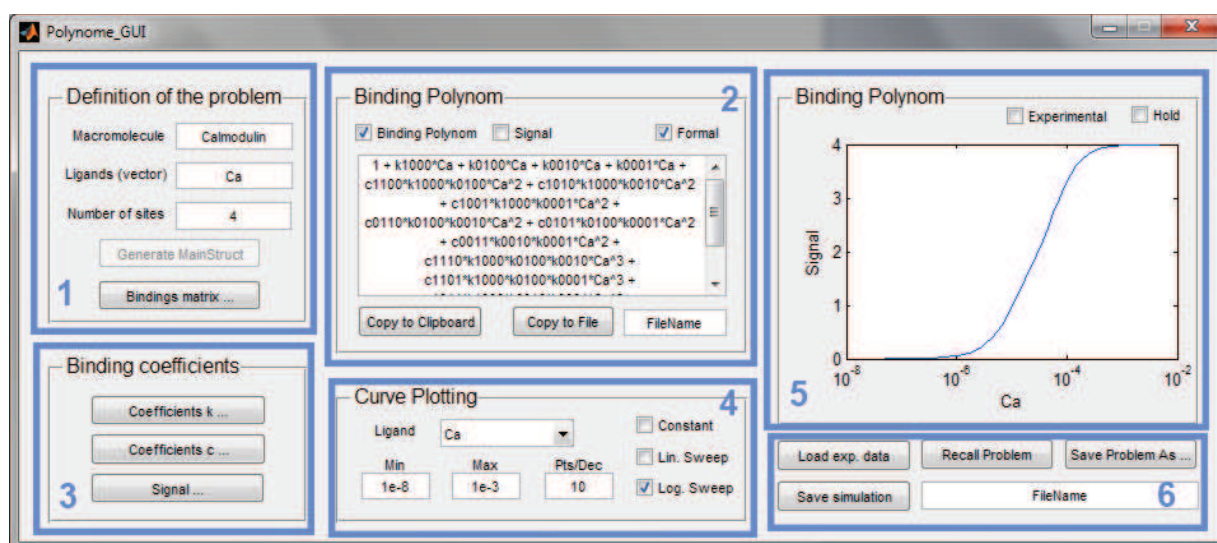 Polynome_GUI
Definition of the problem
Macromolecule Calmodulin
Ligands (vector) Ca
Number of sites 4
Generate MainStruct
1
Bindings matrix ...
Binding Polynom
2
Binding Polynom Signal Formal
1 + k1000*Ca + k0100*Ca + k0010*Ca + k0001*Ca +
c1100*k1000*k0100*Ca^2 + c1010*k1000*k0010*Ca^2
+ c1001*k1000*k0001*Ca^2 +
c0110*k0100*k0010*Ca^2 + c0101*k0100*k0001*Ca^2
+ c0011*k0010*k0001*Ca^2 +
c1110*k1000*k0100*k0010*Ca^3 +
c1101*k1000*k0100*k0001*Ca^3 +
Copy to Clipboard Copy to File FileName
Binding coefficients
Coefficients k ...
Coefficients c ...
3
Signal ...
Curve Plotting
4
Ligand Ca Constant
Lin. Sweep
Min Max Pts/Dec
1e-8 1e-3 10 Log. Sweep
Binding Polynom
Experimental Hold
4
3
2
1
0
Signal
10^-8 10^-6 10^-4 10^-2
Ca
5
Load exp. data Recall Problem Save Problem As ...
Save simulation FileName
6